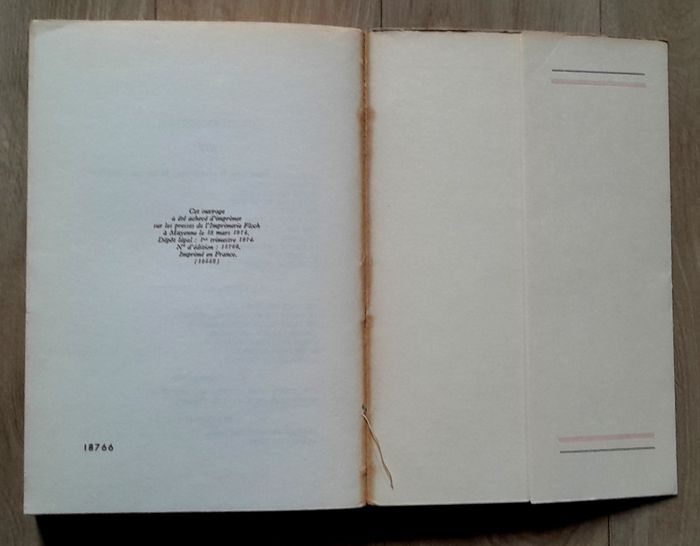 Cet ouvrage
a été achevé d'imprimer
sur les presses de l'Imprimerie Floch
à Mayenne le mars 1974.
Dépôt légal : 1er trimestre 1974.
N° d'édition : 18766.
Imprimé en France.
18766